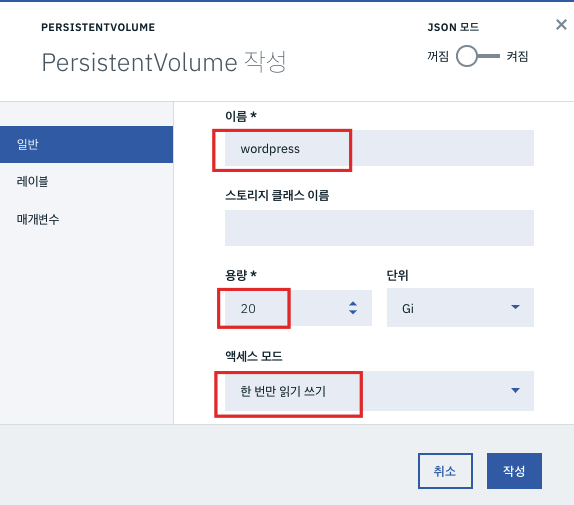 PERSISTENTVOLUME
JSON 모드
PersistentVolume 작성
꺼짐 켜짐
일반
레이블
매개변수
이름 *
wordpress
스토리지 클래스 이름
용량 * 단위
20 Gi
액세스 모드
한 번만 읽기 쓰기
취소 작성